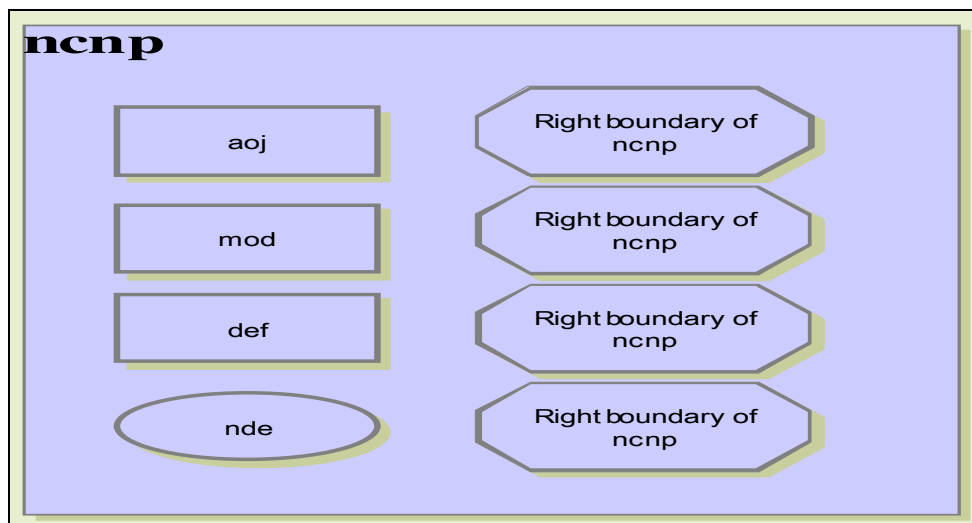 ncnp
aoj
Right boundary of
ncnp
mod
Right boundary of
ncnp
def
Right boundary of
ncnp
nde
Right boundary of
ncnp